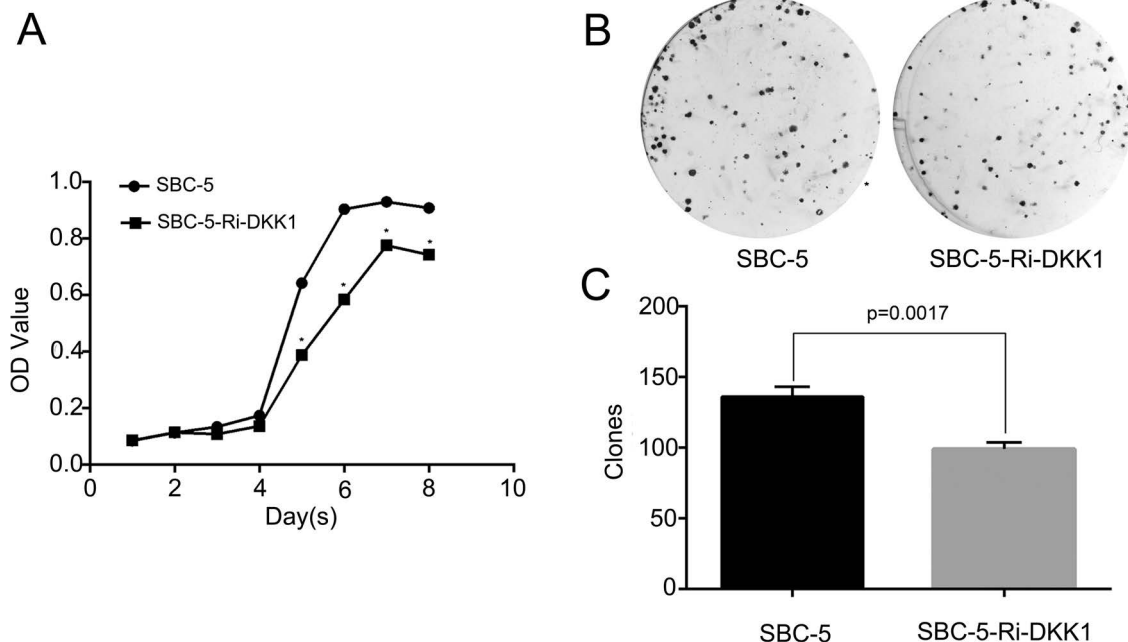 A
1.0
0.8
0.6
0.4
0.2
0.0
OD Value
SBC-5
SBC-5-Ri-DKK1
*
*
*
*
0
2
4
6
8
10
Day(s)
B
*
SBC-5
SBC-5-Ri-DKK1
C
200
150
100
50
0
Clones
p=0.0017
SBC-5
SBC-5-Ri-DKK1